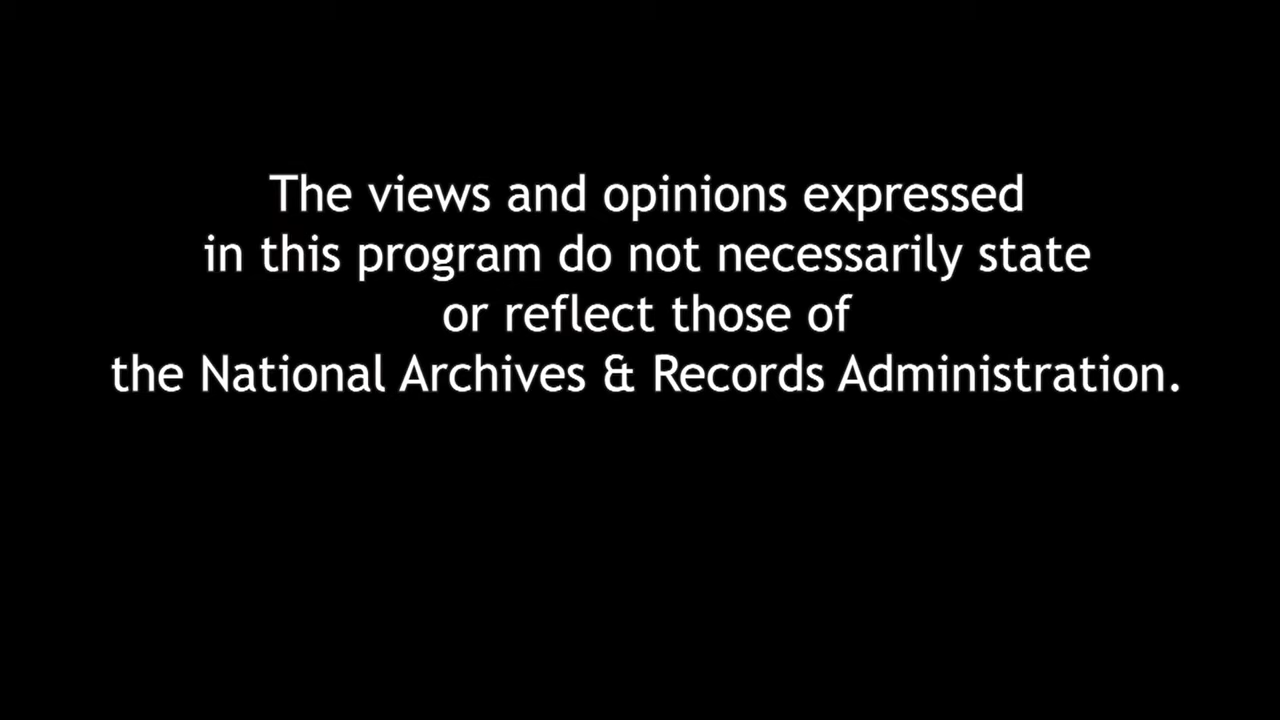 The views and opinions expressed
in this program do not necessarily state
or reflect those of
the National Archives & Records Administration.